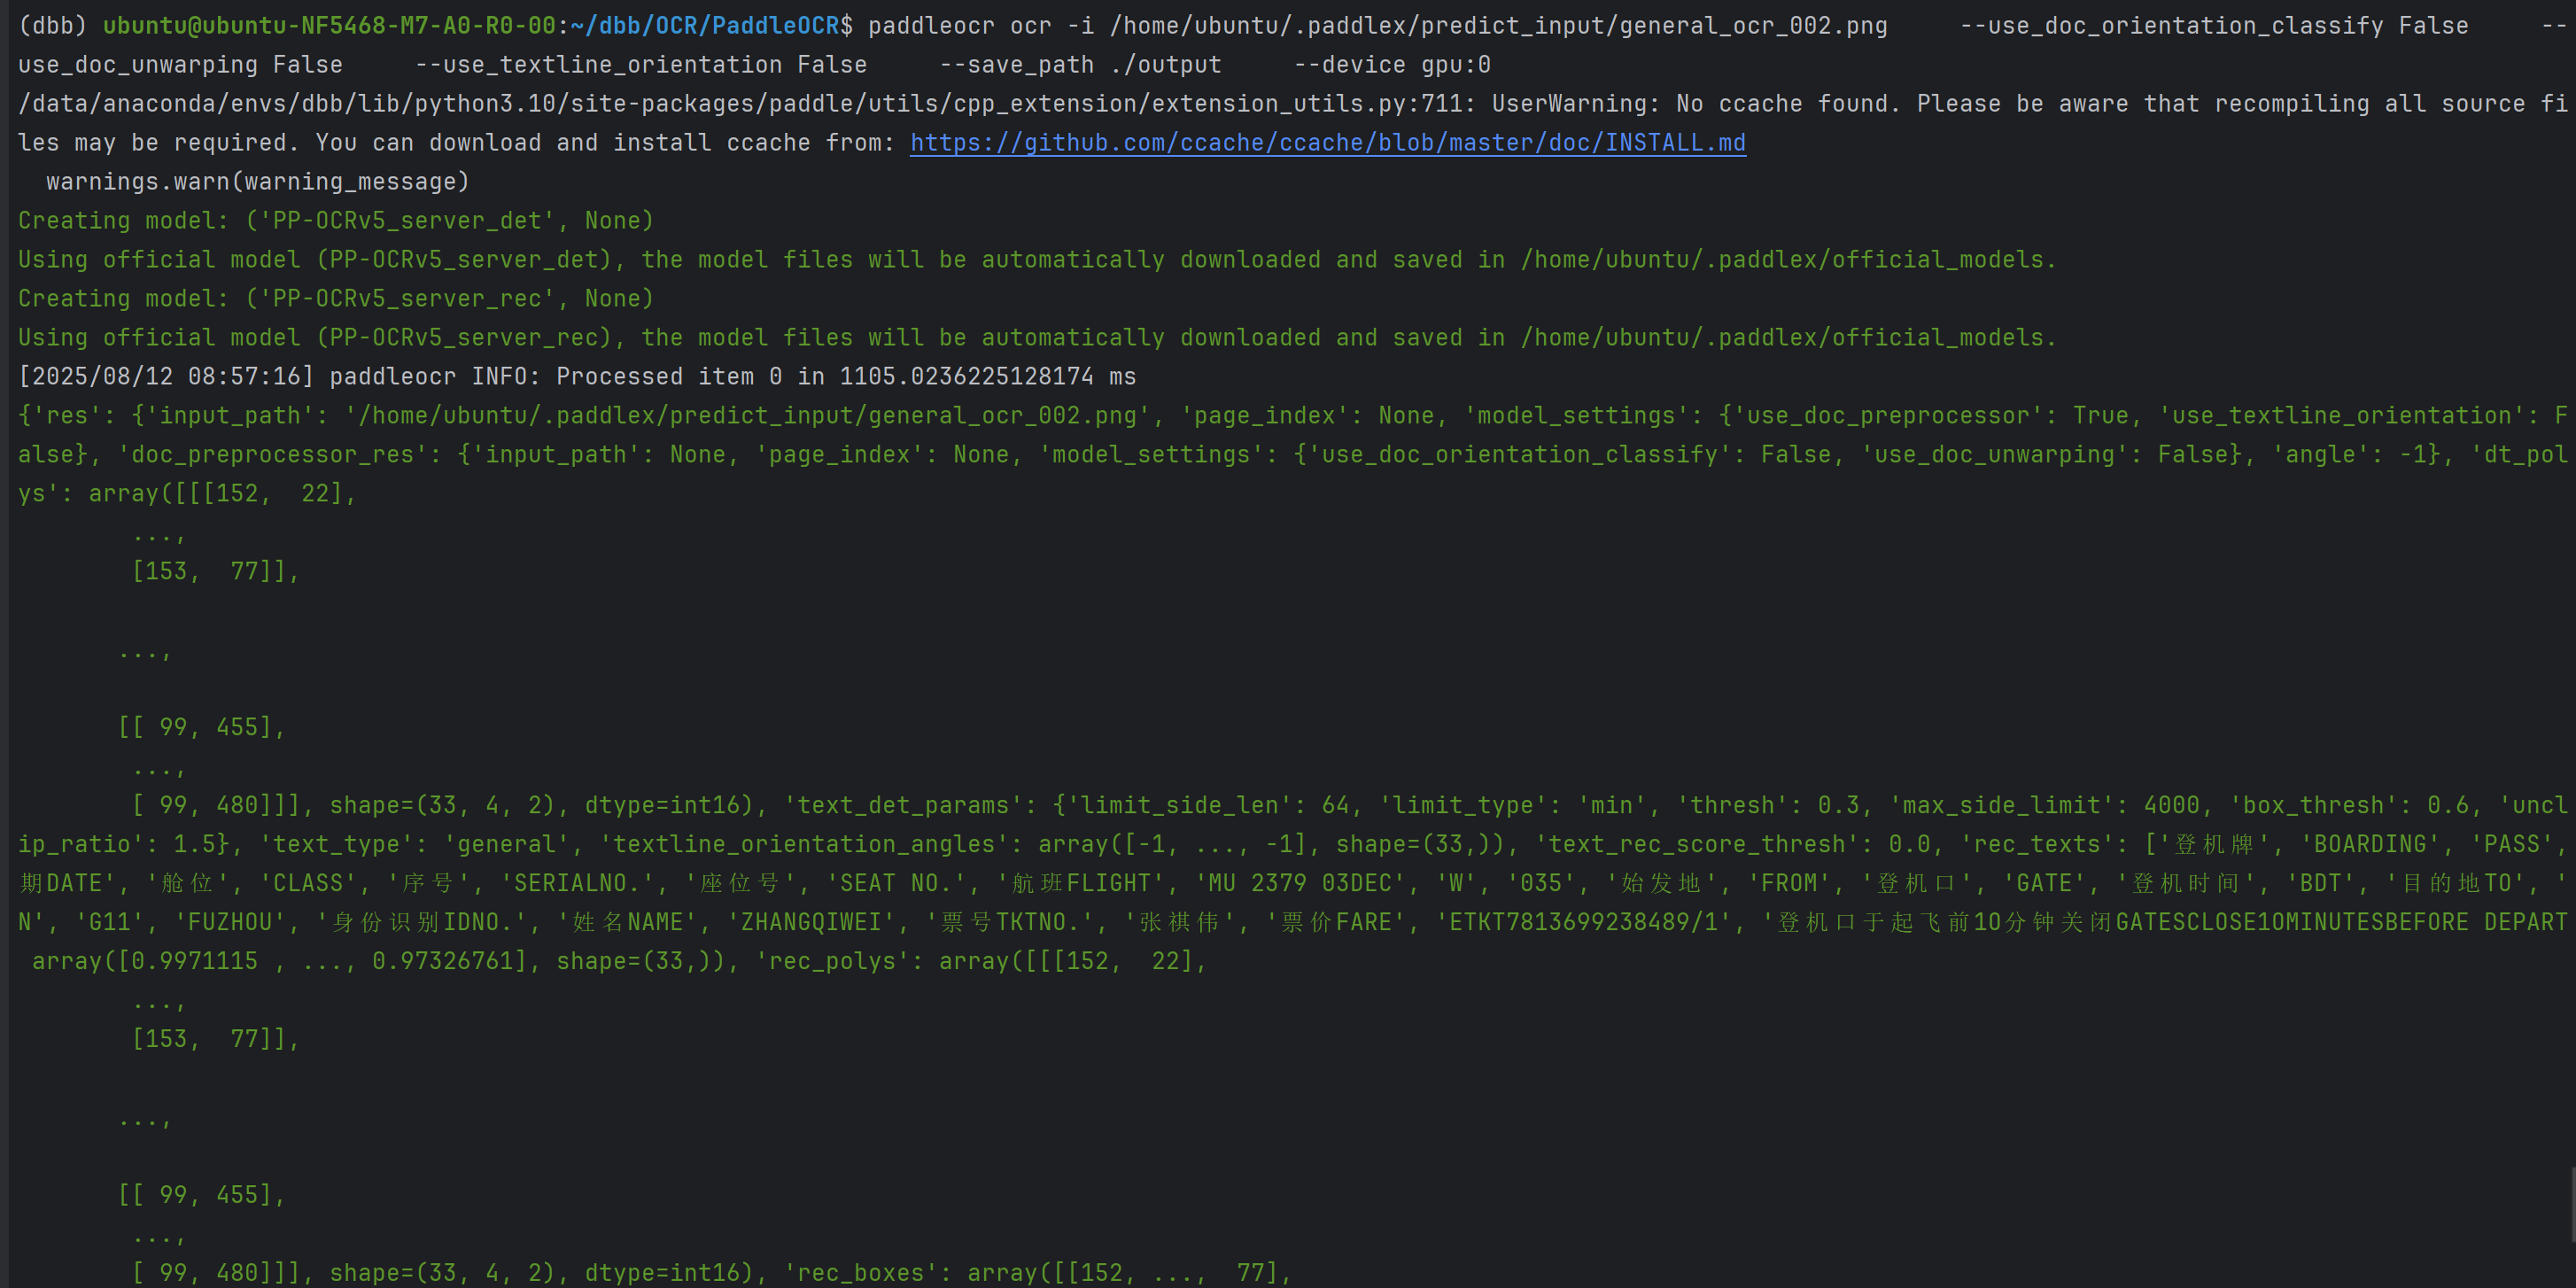 (dbb) ubuntu@ubuntu-NF5468-M7-A0-R0-00:~/dbb/OCR/PaddleOCR$ paddleocr ocr -i /home/ubuntu/.paddlex/predict_input/general_ocr_002.png     --use_doc_orientation_classify False     --
use_doc_unwarping False     --use_textline_orientation False     --save_path ./output     --device gpu:0
/data/anaconda/envs/dbb/lib/python3.10/site-packages/paddle/utils/cpp_extension/extension_utils.py:711: UserWarning: No ccache found. Please be aware that recompiling all source fi
les may be required. You can download and install ccache from: https://github.com/ccache/ccache/blob/master/doc/INSTALL.md
  warnings.warn(warning_message)
Creating model: ('PP-OCRv5_server_det', None)
Using official model (PP-OCRv5_server_det), the model files will be automatically downloaded and saved in /home/ubuntu/.paddlex/official_models.
Creating model: ('PP-OCRv5_server_rec', None)
Using official model (PP-OCRv5_server_rec), the model files will be automatically downloaded and saved in /home/ubuntu/.paddlex/official_models.
[2025/08/12 08:57:16] paddleocr INFO: Processed item 0 in 1105.0236225128174 ms
{'res': {'input_path': '/home/ubuntu/.paddlex/predict_input/general_ocr_002.png', 'page_index': None, 'model_settings': {'use_doc_preprocessor': True, 'use_textline_orientation': F
alse}, 'doc_preprocessor_res': {'input_path': None, 'page_index': None, 'model_settings': {'use_doc_orientation_classify': False, 'use_doc_unwarping': False}, 'angle': -1}, 'dt_pol
ys': array([[[152,  22],
        ...,
        [153,  77]],

       ...,

       [[ 99, 455],
        ...,
        [ 99, 480]]], shape=(33, 4, 2), dtype=int16), 'text_det_params': {'limit_side_len': 64, 'limit_type': 'min', 'thresh': 0.3, 'max_side_limit': 4000, 'box_thresh': 0.6, 'uncl
ip_ratio': 1.5}, 'text_type': 'general', 'textline_orientation_angles': array([-1, ..., -1], shape=(33,)), 'text_rec_score_thresh': 0.0, 'rec_texts': ['登机牌', 'BOARDING', 'PASS',
期DATE', '舱位', 'CLASS', '序号', 'SERIALNO.', '座位号', 'SEAT NO.', '航班FLIGHT', 'MU 2379 03DEC', 'W', '035', '始发地', 'FROM', '登机口', 'GATE', '登机时间', 'BDT', '目的地TO', '
N', 'G11', 'FUZHOU', '身份识别IDNO.', '姓名NAME', 'ZHANGQIWEI', '票号TKTNO.', '张祺伟', '票价FARE', 'ETKT7813699238489/1', '登机口于起飞前10分钟关闭GATESCLOSE10MINUTESBEFORE DEPART
 array([0.9971115 , ..., 0.97326761], shape=(33,)), 'rec_polys': array([[[152,  22],
        ...,
        [153,  77]],

       ...,

       [[ 99, 455],
        ...,
        [ 99, 480]]], shape=(33, 4, 2), dtype=int16), 'rec_boxes': array([[152, ...,  77],